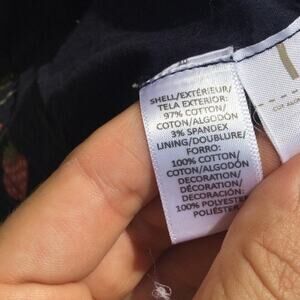 SHELL/EXTÉRIEUR/
TELA EXTERIOR:
97% COTTON/
COTON/ALGODÓN
3% SPANDEX
LINING/DOUBLURE/
FORRO:
100% COTTON/
COTON/ALGODÓN
DECORATION/
DÉCORATION/
DECORACIÓN:
100% POLYESTER
POLIÉSTER